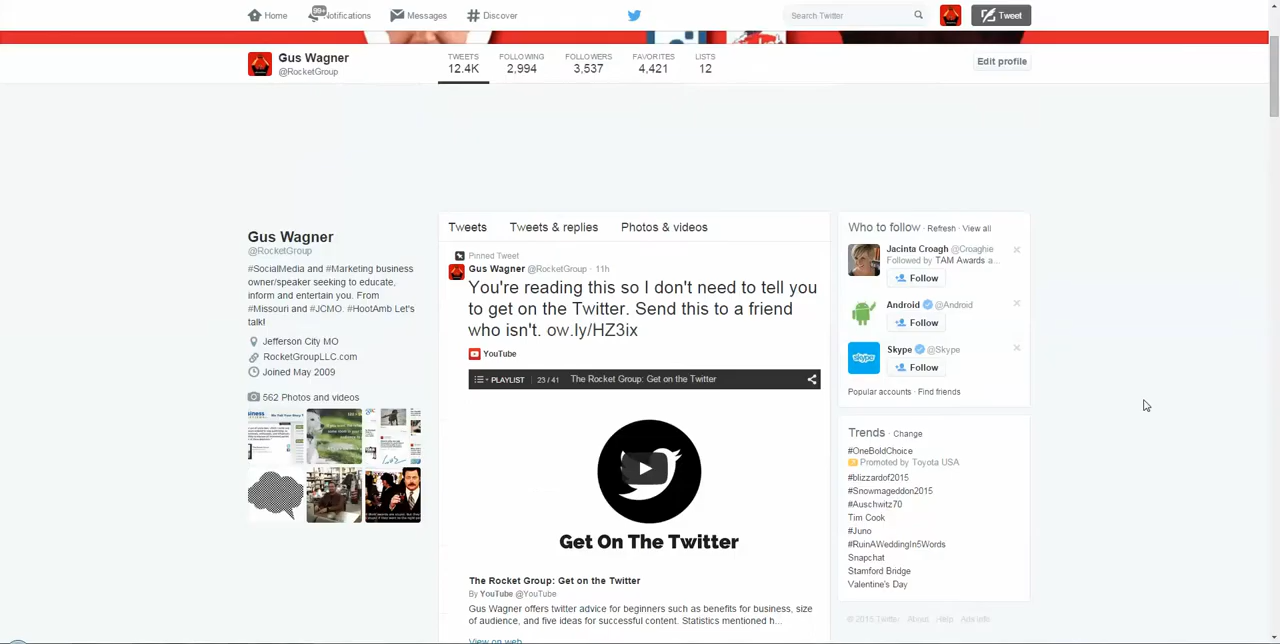 Home
99+
Notifications
Messages
Discover
Search Twitter
Tweet
Gus Wagner
@RocketGroup
TWEETS
12.4K
FOLLOWING
2,994
FOLLOWERS
3,537
FAVORITES
4,421
LISTS
12
Edit profile
Gus Wagner
@RocketGroup
#SocialMedia and #Marketing business
owner/speaker seeking to educate,
inform and entertain you. From
#Missouri and #JCMO. #HootAmb Let's
talk!
Jefferson City MO
RocketGroupLLC.com
Joined May 2009
562 Photos and videos
Tweets
Tweets & replies
Photos & videos
Pinned Tweet
Gus Wagner @RocketGroup · 11h
You're reading this so I don't need to tell you
to get on the Twitter. Send this to a friend
who isn't. ow.ly/HZ3ix
YouTube
PLAYLIST
23 / 41
The Rocket Group: Get on the Twitter
Get On The Twitter
The Rocket Group: Get on the Twitter
By YouTube @YouTube
Gus Wagner offers twitter advice for beginners such as benefits for business, size
of audience, and five ideas for successful content. Statistics mentioned h...
View on web
Who to follow · Refresh · View all
Jacinta Croagh @Croaghie
Followed by TAM Awards a...
Follow
Android @Android
Follow
Skype @Skype
Follow
Popular accounts · Find friends
Trends · Change
#OneBoldChoice
Promoted by Toyota USA
#blizzardof2015
#Snowmageddon2015
#Auschwitz70
Tim Cook
#Juno
#RuinAWeddingIn5Words
Snapchat
Stamford Bridge
Valentine's Day
© 2015 Twitter About Help Ads info